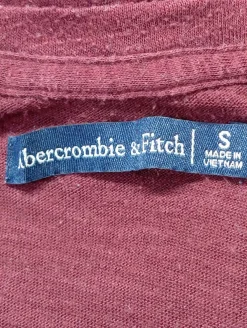 Abercrombie & Fitch
S
MADE IN
VIETNAM